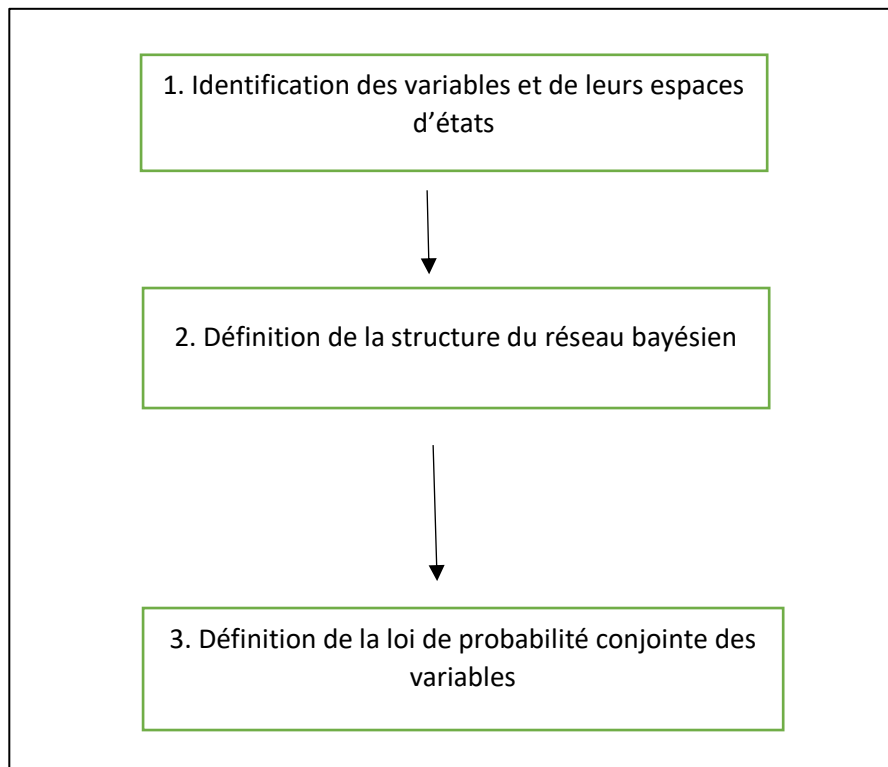 1. Identification des variables et de leurs espaces
d’états
2. Définition de la structure du réseau bayésien
3. Définition de la loi de probabilité conjointe des
variables